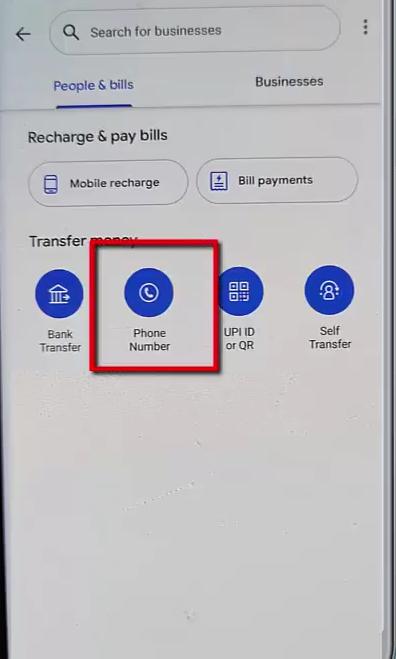 Search for businesses
People & bills
Businesses
Recharge & pay bills
Mobile recharge
Bill payments
Transfer money
Bank
Transfer
Phone
Number
UPI ID
or QR
Self
Transfer